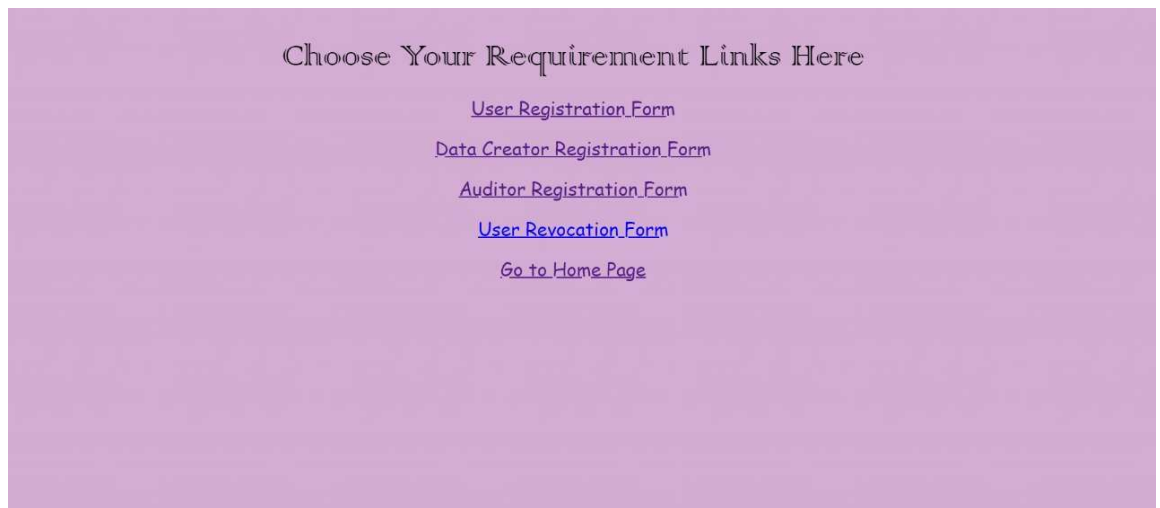 Choose Your Requirement Links Here
User Registration Form
Data Creator Registration Form
Auditor Registration Form
User Revocation Form
Go to Home Page